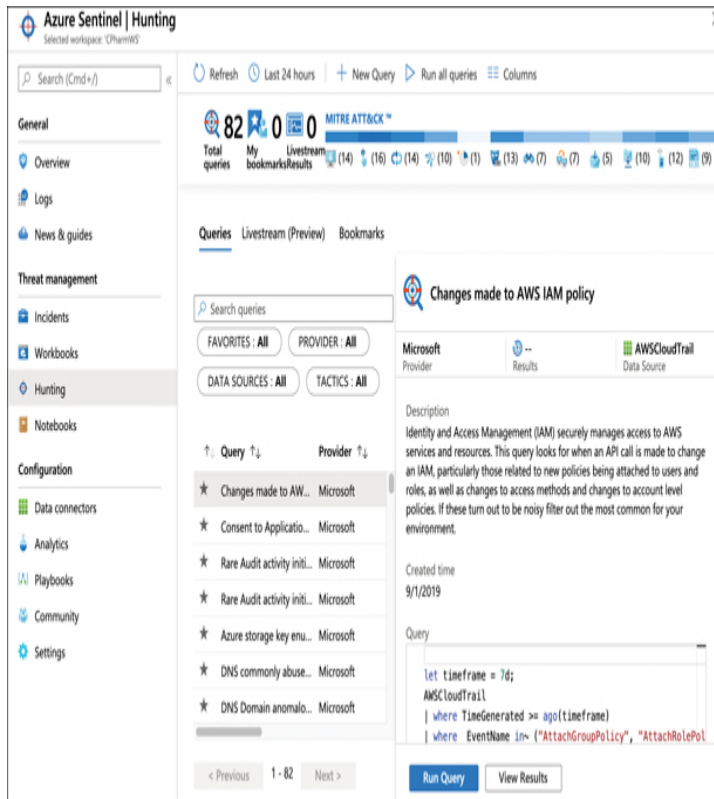 Azure Sentinel | Hunting
Selected workspace: 'CPharmWS'
Search (Cmd+/)
«
General
Overview
Logs
News & guides
Threat management
Incidents
Workbooks
Hunting
Notebooks
Configuration
Data connectors
Analytics
Playbooks
Community
Settings
Refresh
Last 24 hours
New Query
Run all queries
Columns
82
Total queries
0
My bookmarks
0
Livestream Results
MITRE ATT&CK ™
(14) (16) (14) (10) (1) (13) (7) (7) (5) (10) (12) (9)
Queries Livestream (Preview) Bookmarks
Search queries
FAVORITES : All PROVIDER : All
DATA SOURCES : All TACTICS : All
Query Provider
Changes made to AW... Microsoft
Consent to Applicatio... Microsoft
Rare Audit activity initi... Microsoft
Rare Audit activity initi... Microsoft
Azure storage key enu... Microsoft
DNS commonly abuse... Microsoft
DNS Domain anomalo... Microsoft
< Previous 1 - 82 Next >
Changes made to AWS IAM policy
Microsoft
Provider
--
Results
AWSCloudTrail
Data Source
Description
Identity and Access Management (IAM) securely manages access to AWS
services and resources. This query looks for when an API call is made to change
an IAM, particularly those related to new policies being attached to users and
roles, as well as changes to access methods and changes to account level
policies. If these turn out to be noisy filter out the most common for your
environment.
Created time
9/1/2019
Query
let timeframe = 7d;
AWSCloudTrail
| where TimeGenerated >= ago(timeframe)
| where EventName in~ ("AttachGroupPolicy", "AttachRolePol
Run Query View Results